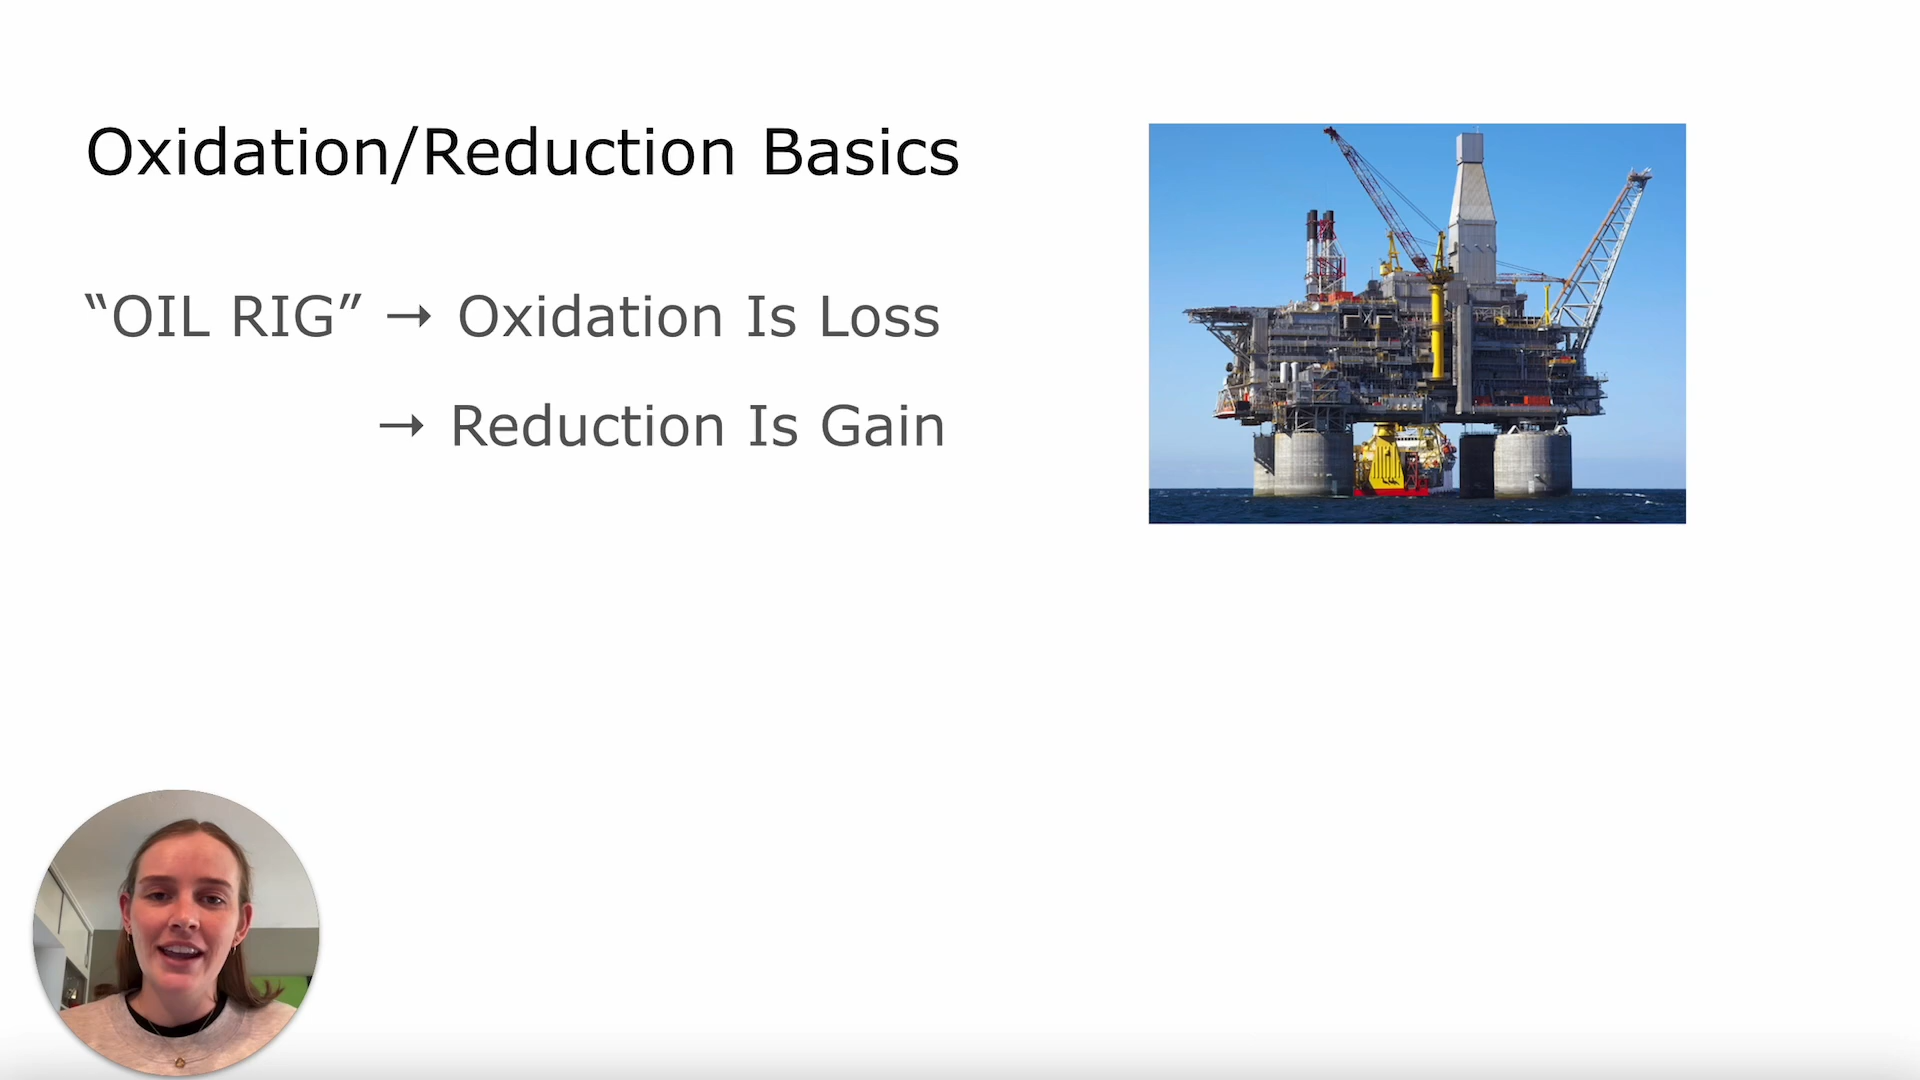 Oxidation/Reduction Basics
“OIL RIG” → Oxidation Is Loss
→ Reduction Is Gain